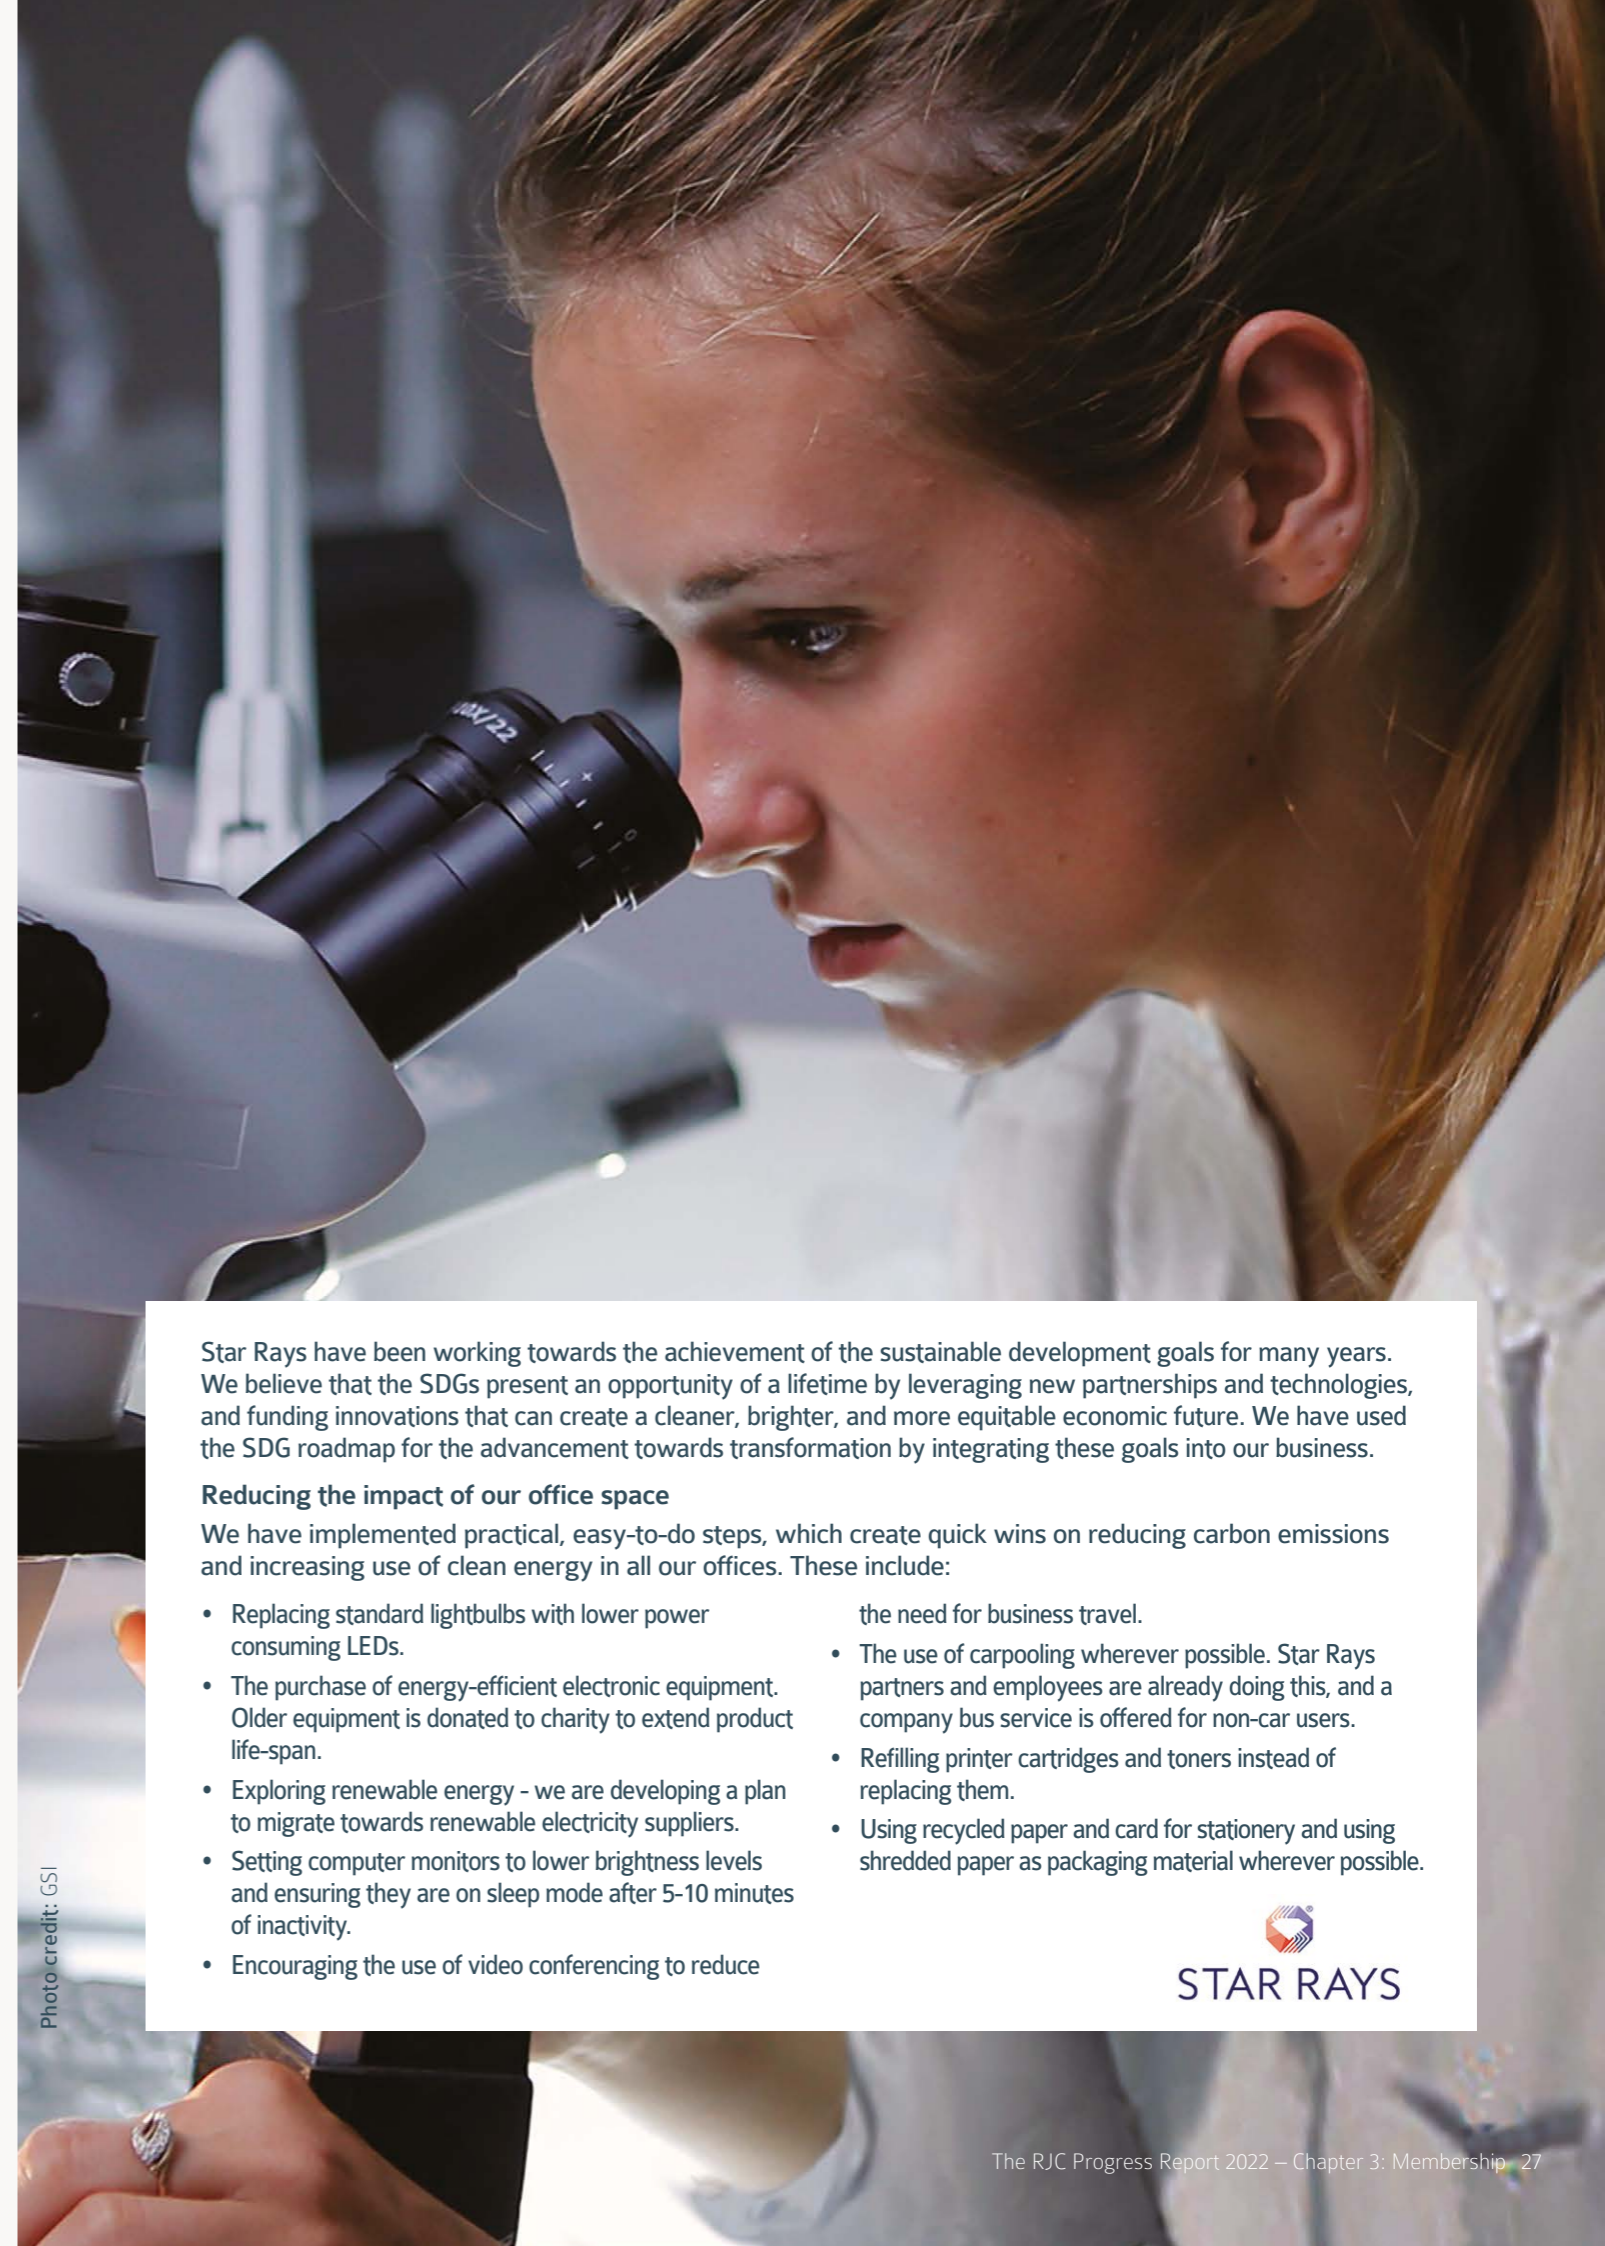 10X/22
+
0
Star Rays have been working towards the achievement of the sustainable development goals for many years.
We believe that the SDGs present an opportunity of a lifetime by leveraging new partnerships and technologies,
and funding innovations that can create a cleaner, brighter, and more equitable economic future. We have used
the SDG roadmap for the advancement towards transformation by integrating these goals into our business.
Reducing the impact of our office space
We have implemented practical, easy-to-do steps, which create quick wins on reducing carbon emissions
and increasing use of clean energy in all our offices. These include:
• Replacing standard lightbulbs with lower power
consuming LEDs.
• The purchase of energy-efficient electronic equipment.
Older equipment is donated to charity to extend product
life-span.
• Exploring renewable energy - we are developing a plan
to migrate towards renewable electricity suppliers.
• Setting computer monitors to lower brightness levels
and ensuring they are on sleep mode after 5-10 minutes
of inactivity.
• Encouraging the use of video conferencing to reduce
the need for business travel.
• The use of carpooling wherever possible. Star Rays
partners and employees are already doing this, and a
company bus service is offered for non-car users.
• Refilling printer cartridges and toners instead of
replacing them.
• Using recycled paper and card for stationery and using
shredded paper as packaging material wherever possible.
®
STAR RAYS
Photo credit: GSI
The RJC Progress Report 2022 – Chapter 3: Membership 27